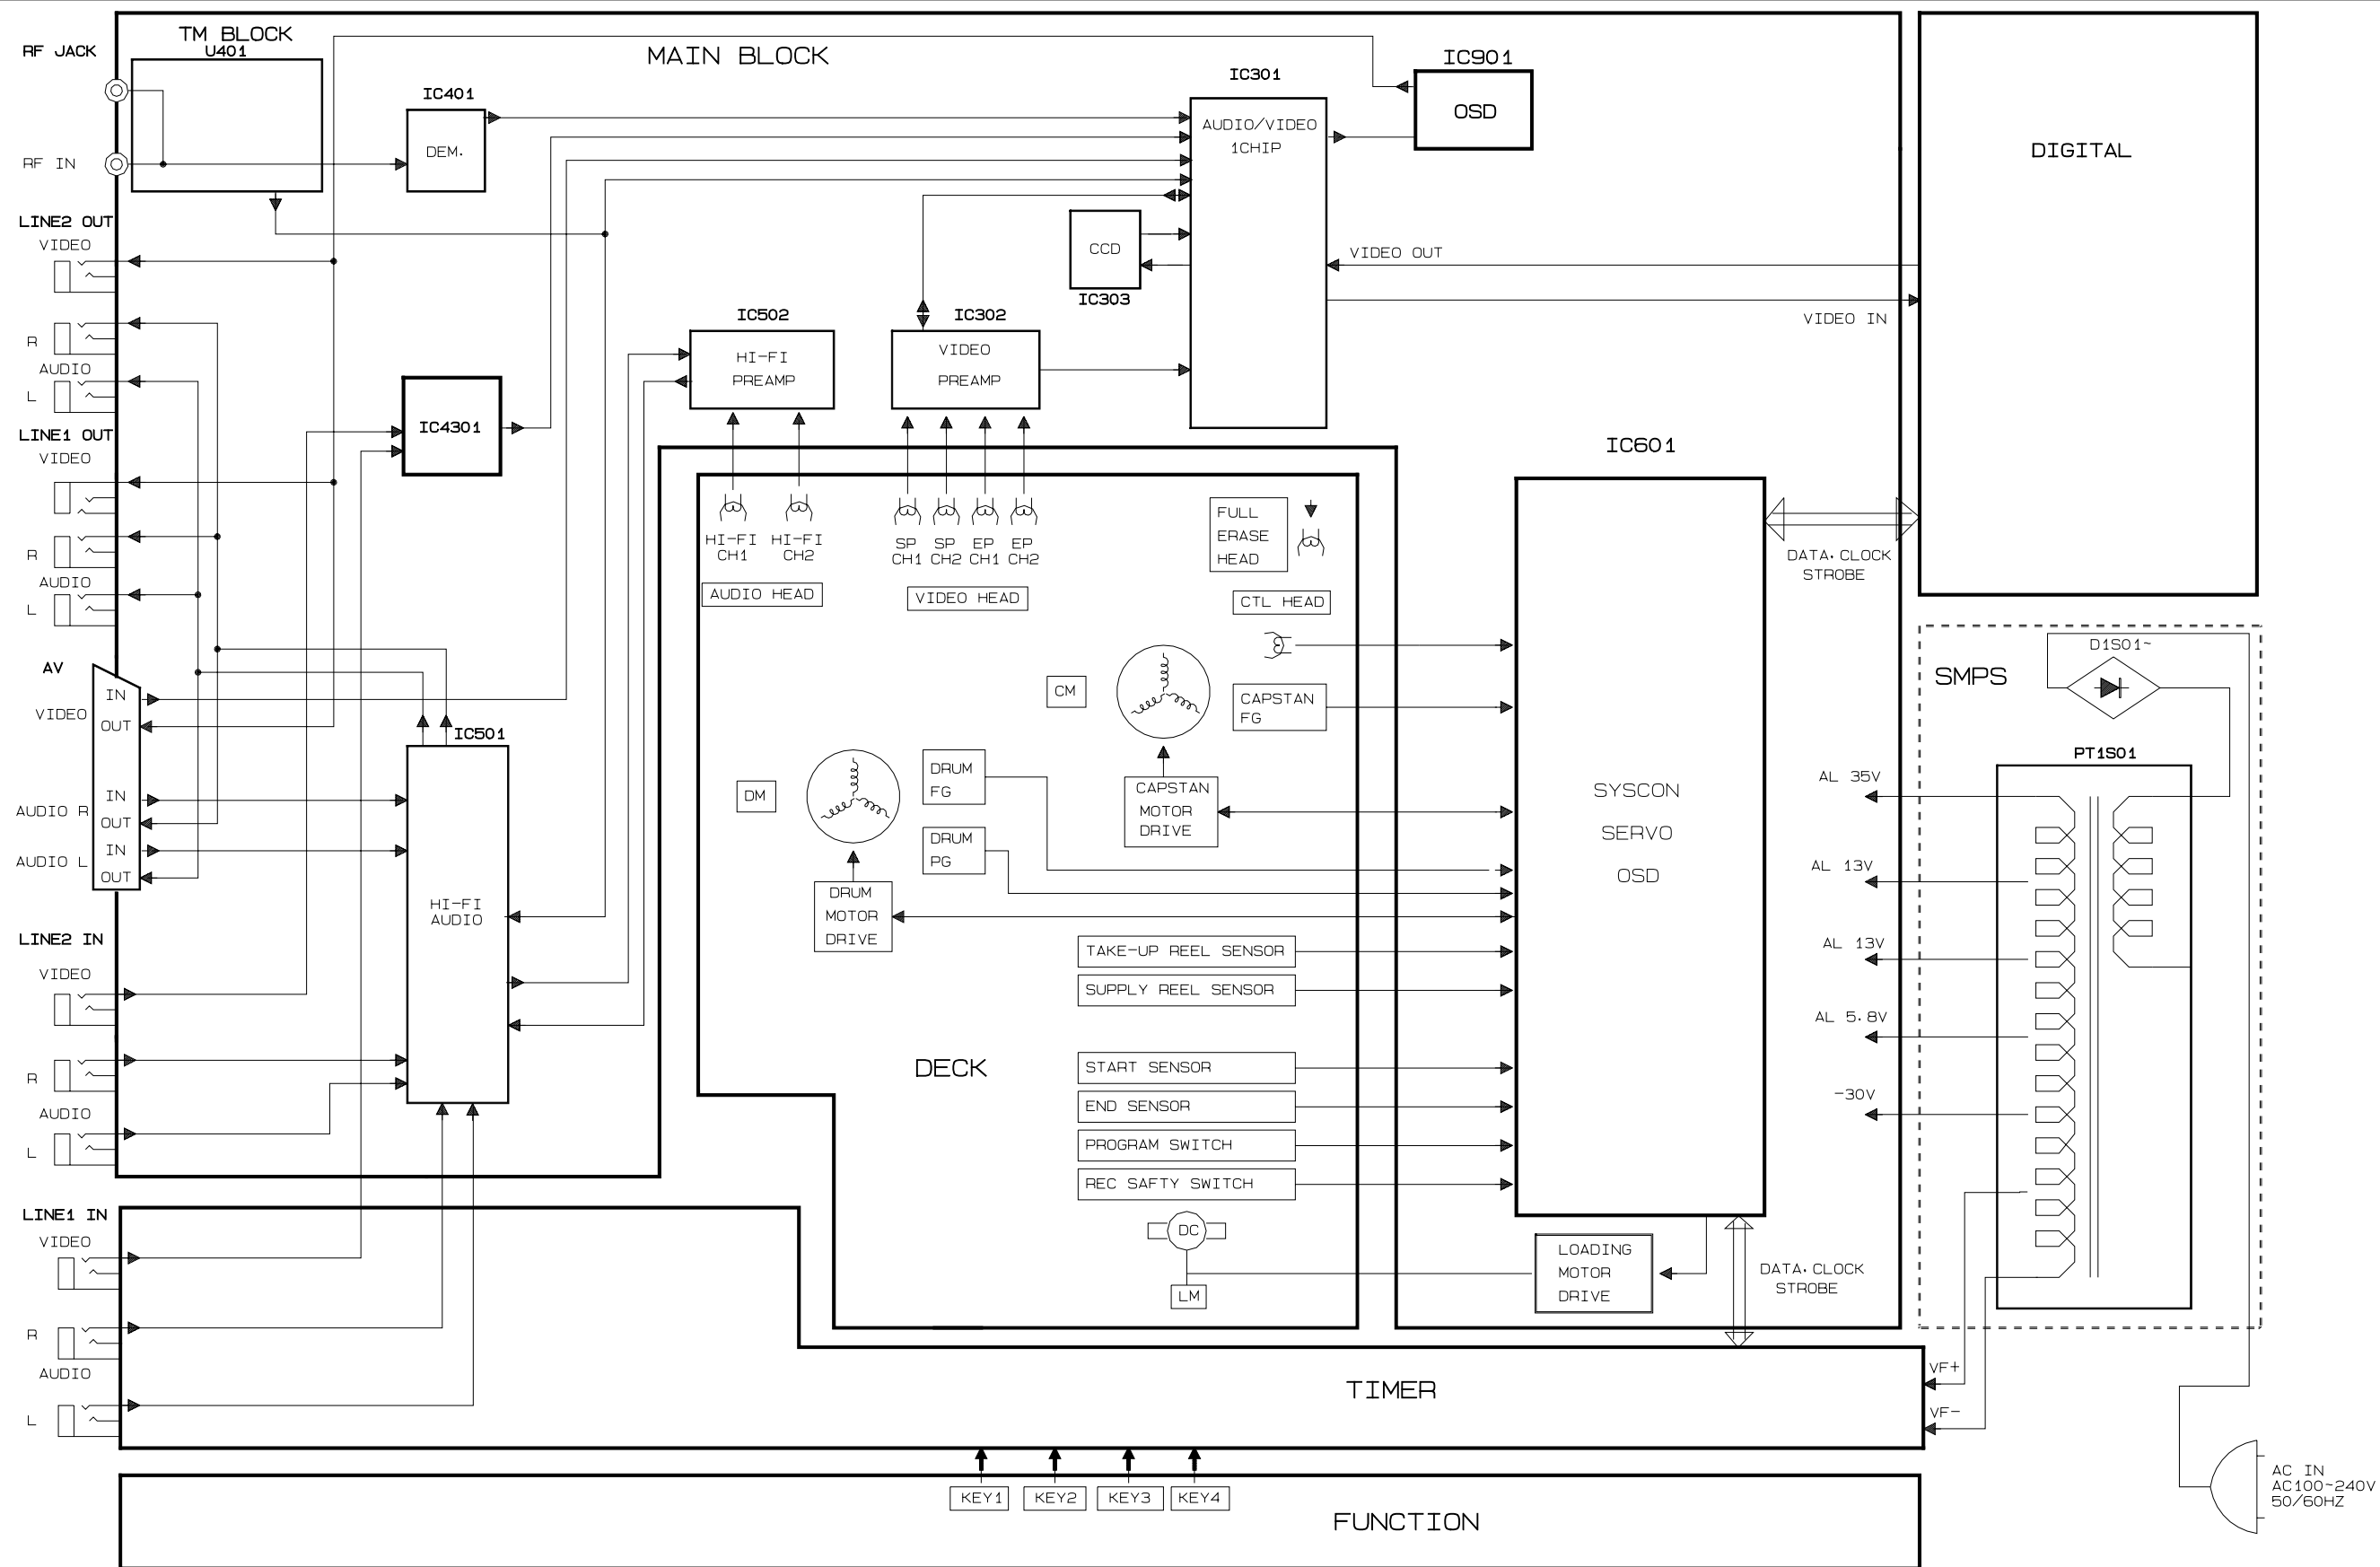 TM BLOCK
U401
RF JACK
MAIN BLOCK
IC901
IC301
IC401
OSD
AUDIO/VIDEO
1CHIP
DEM.
RF IN
DIGITAL
LINE2 OUT
VIDEO
CCD
VIDEO OUT
IC303
IC502
IC302
VIDEO IN
R
HI-FI
PREAMP
VIDEO
PREAMP
AUDIO
L
IC4301
LINE1 OUT
VIDEO
IC601
FULL
ERASE
HEAD
HI-FI
CH1
HI-FI
CH2
SP
CH1
SP
CH2
EP
CH1
EP
CH2
R
DATA.CLOCK
STROBE
AUDIO
L
AUDIO HEAD
VIDEO HEAD
CTL HEAD
D1S01~
SMPS
AV
IN
VIDEO
OUT
CM
CAPSTAN
FG
IC501
PT1S01
DRUM
FG
AL 35V
DM
CAPSTAN
MOTOR
DRIVE
SYSCON
SERVO
OSD
IN
AUDIO R
OUT
IN
AUDIO L
OUT
DRUM
PG
AL 13V
DRUM
MOTOR
DRIVE
HI-FI
AUDIO
LINE2 IN
VIDEO
TAKE-UP REEL SENSOR
AL 13V
SUPPLY REEL SENSOR
AL 5.8V
DECK
START SENSOR
R
END SENSOR
-30V
AUDIO
L
PROGRAM SWITCH
REC SAFTY SWITCH
LINE1 IN
VIDEO
DC
LOADING
MOTOR
DRIVE
DATA.CLOCK
STROBE
LM
R
AUDIO
L
VF+
TIMER
VF-
KEY1
KEY2
KEY3
KEY4
FUNCTION
AC IN
AC100~240V
50/60HZ